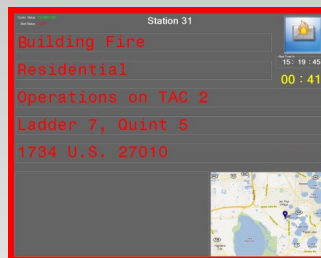 Station 31
Building Fire
Residential
15: 19 :45
00 : 41
Operations on TAC 2
Ladder 7, Quint 5
1734 U.S. 27010